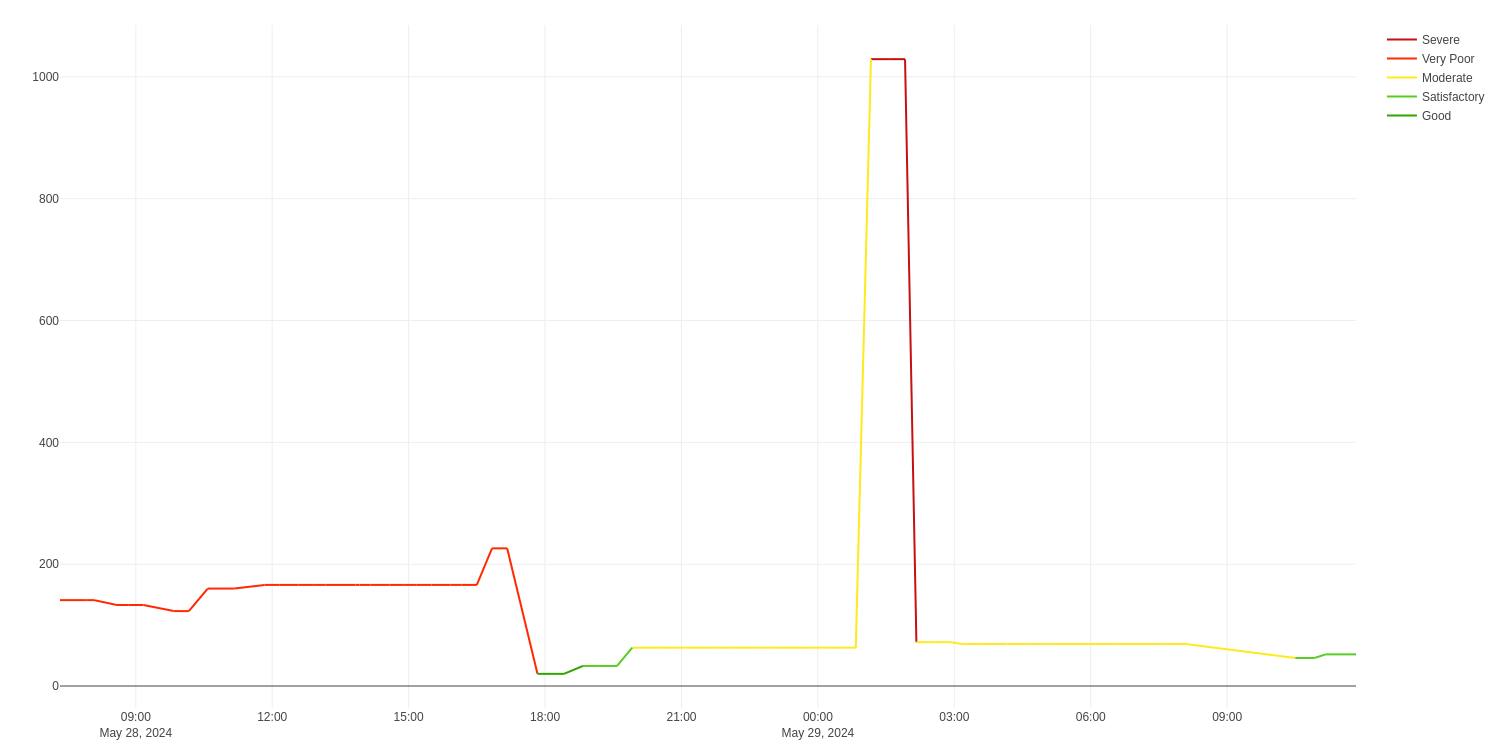 1000
800
600
400
200
0
09:00
May 28, 2024
12:00
15:00
18:00
21:00
00:00
May 29, 2024
03:00
06:00
09:00
Severe
Very Poor
Moderate
Satisfactory
Good